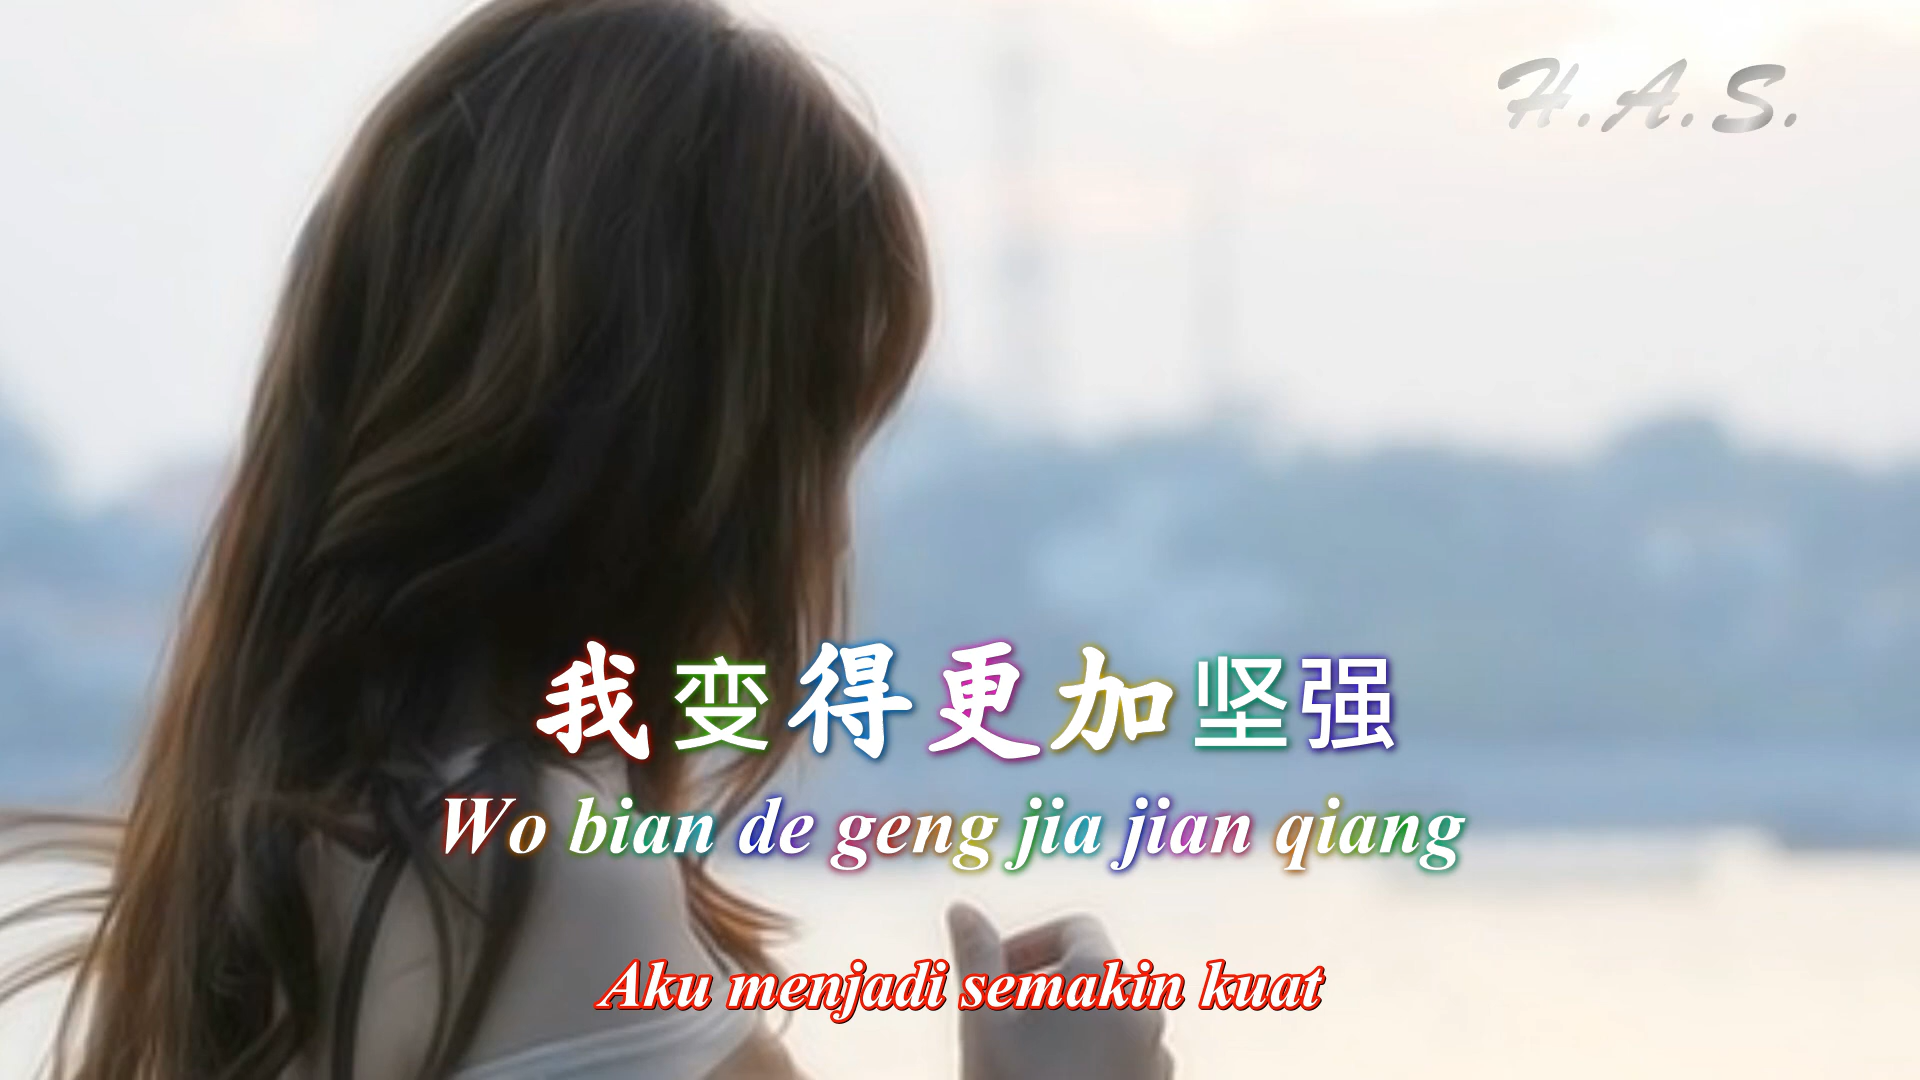 H.A.S.
我变得更加坚强
Wo bian de geng jia jian qiang
Aku menjadi semakin kuat